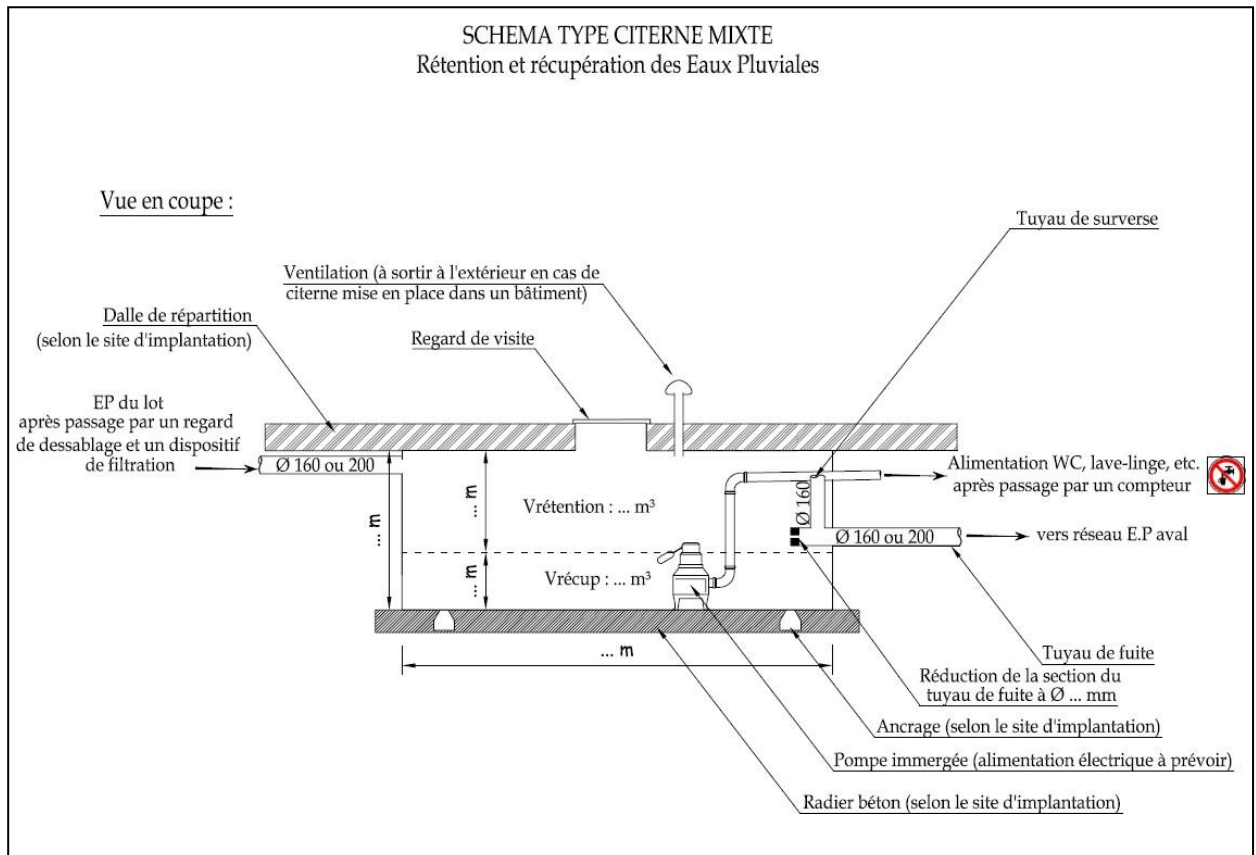 SCHEMA TYPE CITERNE MIXTE
Rétention et récupération des Eaux Pluviales
Vue en coupe :
Tuyau de surverse
Ventilation (à sortir à l'extérieur en cas de
citerne mise en place dans un bâtiment)
Dalle de répartition
(selon le site d'implantation)
Regard de visite
EP du lot
après passage par un regard
de dessablage et un dispositif
de filtration
Ø 160 ou 200
... m
... m
Vrétention : ... m³
Ø 160
Alimentation WC, lave-linge, etc.
après passage par un compteur
Ø 160 ou 200
vers réseau E.P aval
... m
Vrécup : ... m³
... m
Tuyau de fuite
Réduction de la section du
tuyau de fuite à Ø ... mm
Ancrage (selon le site d'implantation)
Pompe immergée (alimentation électrique à prévoir)
Radier béton (selon le site d'implantation)